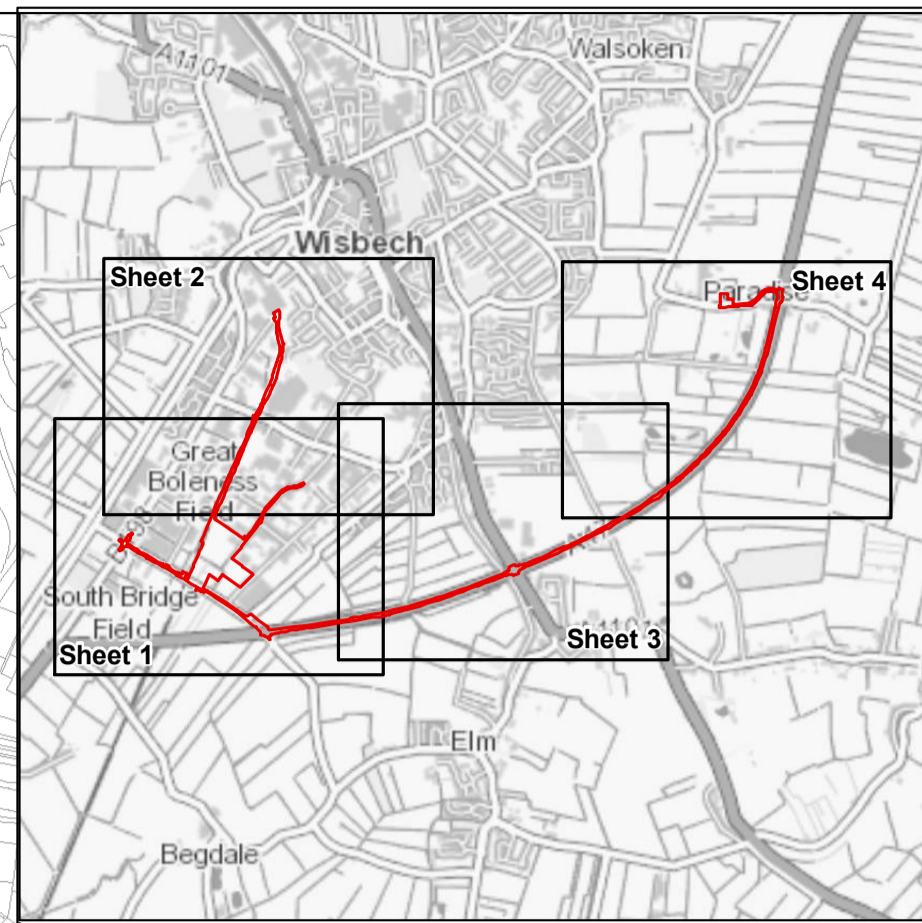 Walsoken
A1101
Wisbech
Sheet 2
Paradise
Sheet 4
Great
Boleness
Field
A47
South Bridge
Field
Sheet 1
Sheet 3
Elm
Begdale